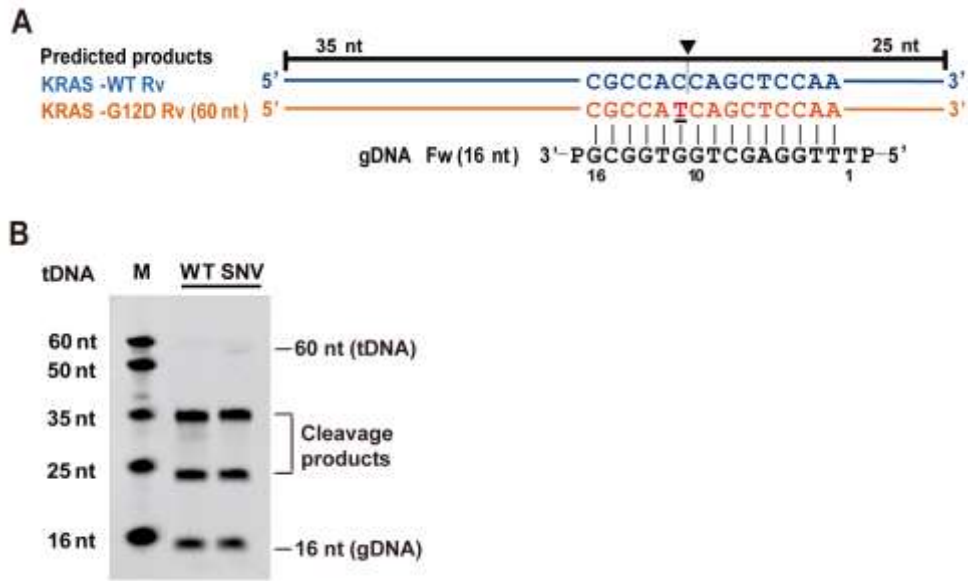 A
35 nt 25 nt
Predicted products
KRAS -WT Rv 5’ CGCCACCAGCTCCAA 3’
KRAS -G12D Rv (60 nt) 5’ CGCCATCAGCTCCAA 3’
gDNA Fw (16 nt) 3’-PGCGGTGGTCGAGGTTTP-5’
16 10 1
B
tDNA M WT SNV
60 nt
60 nt (tDNA)
50 nt
35 nt
Cleavage
products
25 nt
16 nt
16 nt (gDNA)